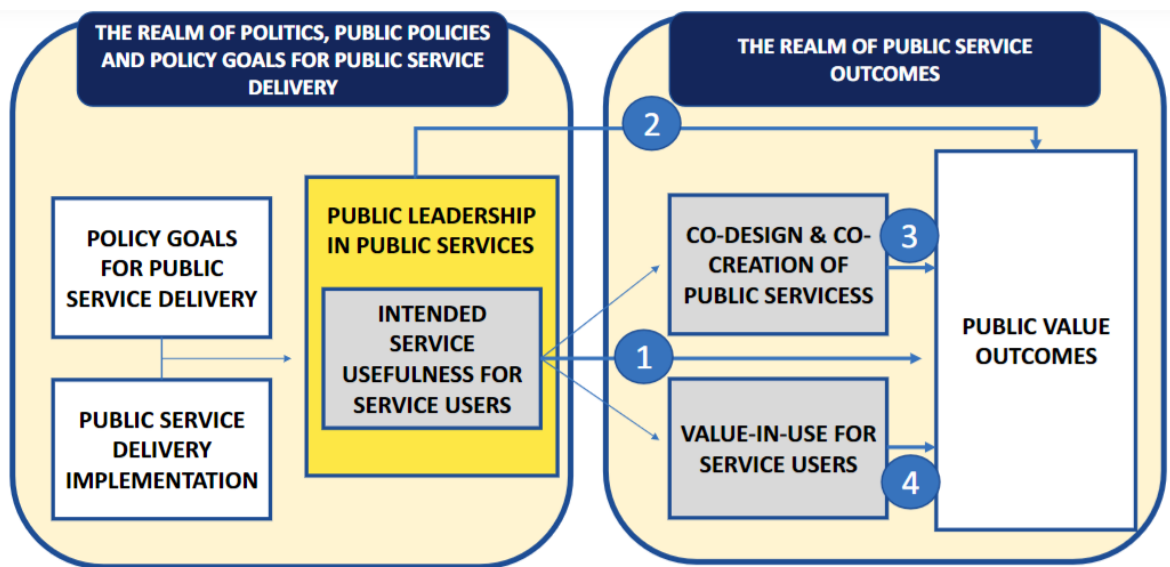 THE REALM OF POLITICS, PUBLIC POLICIES
AND POLICY GOALS FOR PUBLIC SERVICE
DELIVERY
THE REALM OF PUBLIC SERVICE
OUTCOMES
2
POLICY GOALS
FOR PUBLIC
SERVICE DELIVERY
PUBLIC SERVICE
DELIVERY
IMPLEMENTATION
PUBLIC LEADERSHIP
IN PUBLIC SERVICES
INTENDED
SERVICE
USEFULNESS FOR
SERVICE USERS
CO-DESIGN & CO-
CREATION OF
PUBLIC SERVICESS
3
1
VALUE-IN-USE FOR
SERVICE USERS
4
PUBLIC VALUE
OUTCOMES